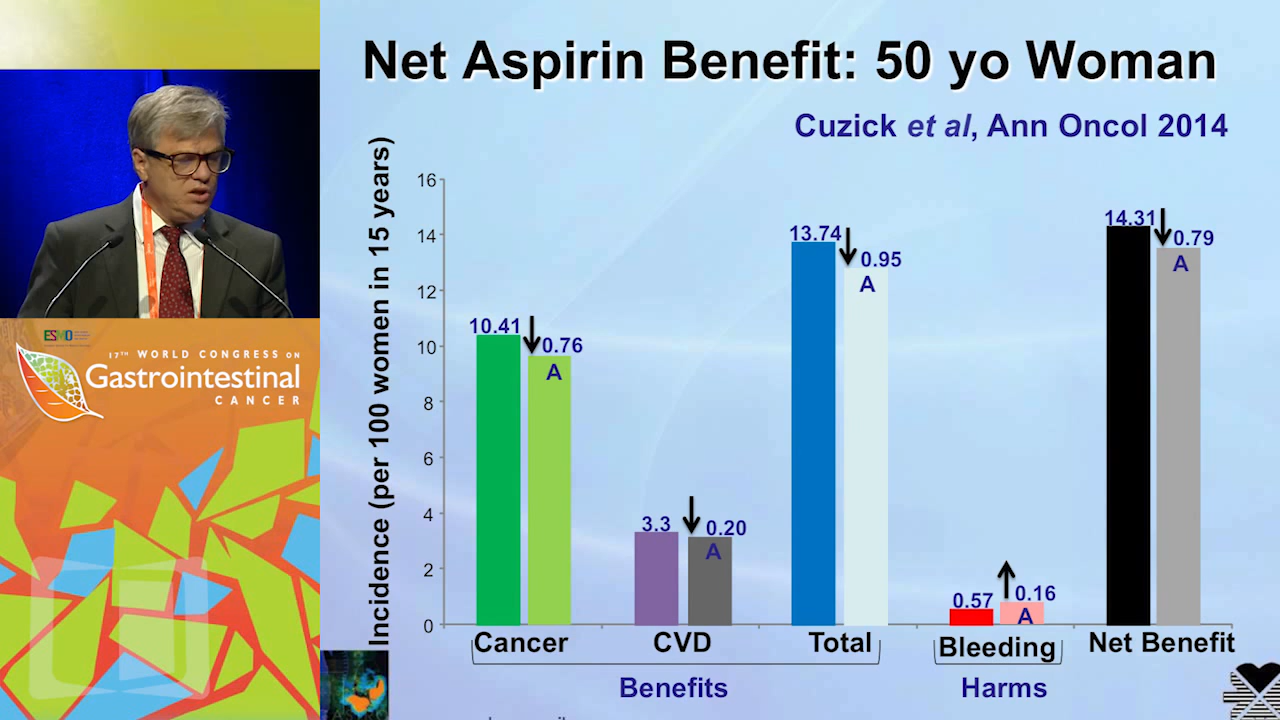 Net Aspirin Benefit: 50 yo Woman
Cuzick et al, Ann Oncol 2014
Incidence (per 100 women in 15 years)
16
14
12
10
8
6
4
2
0
10.41
0.76
A
3.3
0.20
A
13.74
0.95
A
0.57
0.16
A
14.31
0.79
A
Cancer
CVD
Total
Bleeding
Net Benefit
Benefits
Harms
ESMO
17TH WORLD CONGRESS ON
Gastrointestinal
CANCER